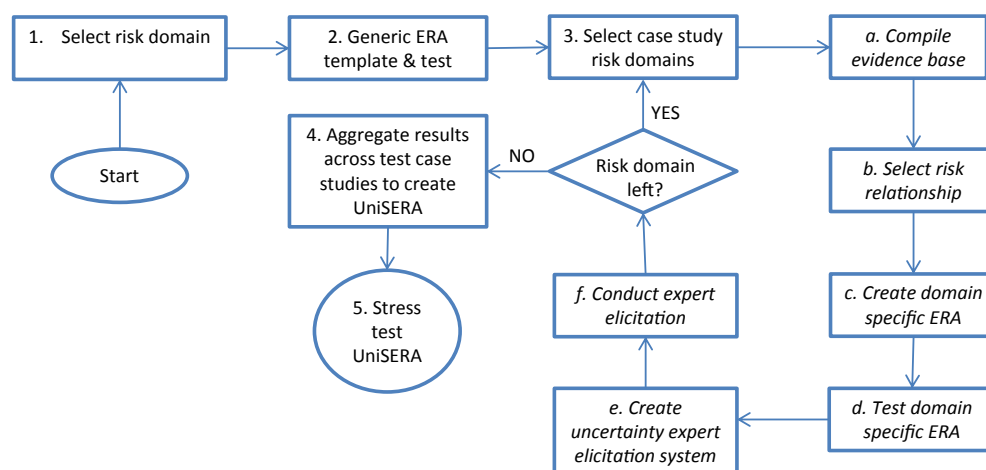 1. Select risk domain
2. Generic ERA
template & test
3. Select case study
risk domains
a. Compile
evidence base
YES
4. Aggregate results
across test case
studies to create
UniSERA
NO
Risk domain
left?
Start
b. Select risk
relationship
5. Stress
test
UniSERA
f. Conduct expert
elicitation
c. Create domain
specific ERA
e. Create
uncertainty expert
elicitation system
d. Test domain
specific ERA